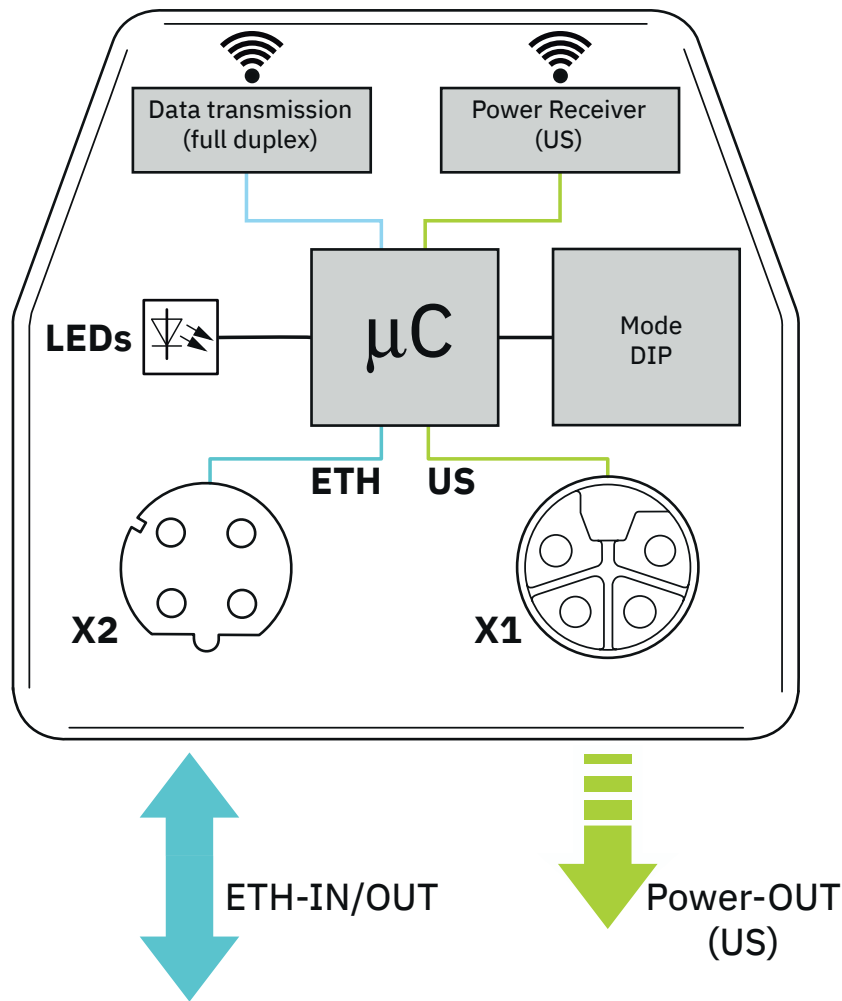 Data transmission
(full duplex)
Power Receiver
(US)
LEDs
μC
Mode
DIP
ETH
US
X2
X1
ETH-IN/OUT
Power-OUT
(US)